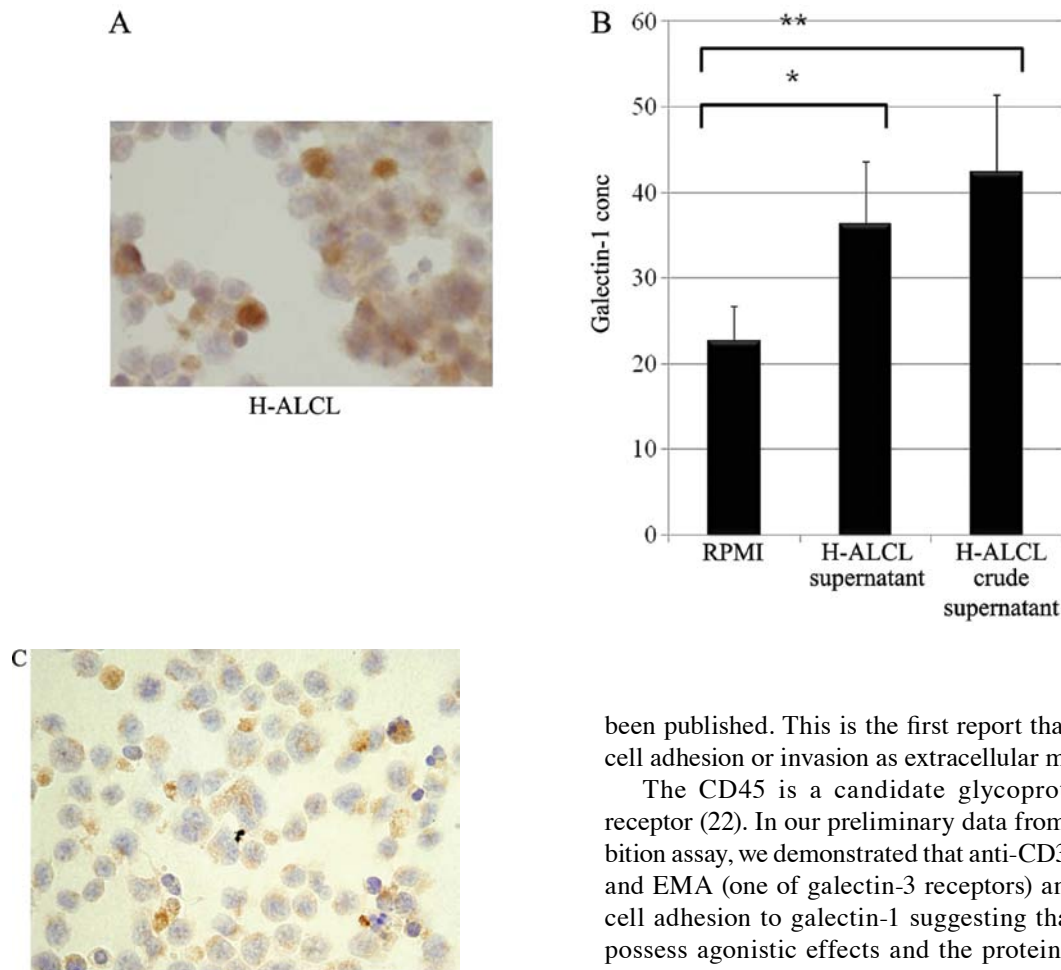 A
H-ALCL
B
60
50
40
30
20
10
0
Galectin-1 conc
**
*
RPMI
H-ALCL
supernatant
H-ALCL
crude
supernatant
C
been published. This is the first report tha
cell adhesion or invasion as extracellular m
The CD45 is a candidate glycoprot
receptor (22). In our preliminary data from
bition assay, we demonstrated that anti-CD3
and EMA (one of galectin-3 receptors) an
cell adhesion to galectin-1 suggesting tha
possess agonistic effects and the protein